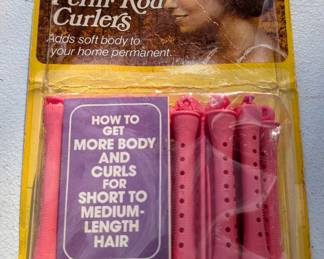 Perm Rod
Curlers
Adds soft body to
your home permanent.
HOW TO
GET
MORE BODY
AND
CURLS
FOR
SHORT TO
MEDIUM-
LENGTH
HAIR